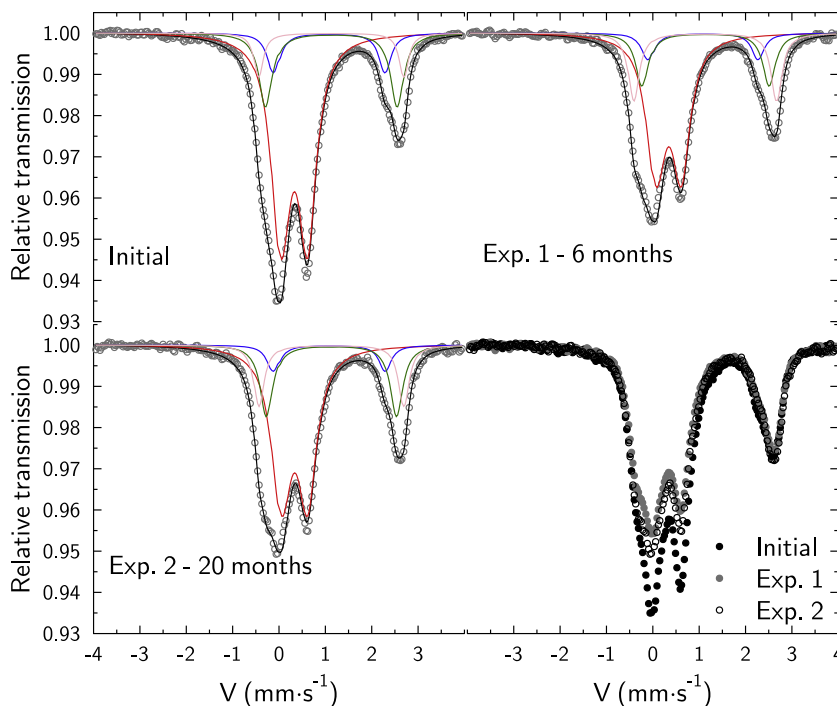 1.00
0.99
0.98
0.97
0.96
0.95
0.94
0.93
Relative transmission
Initial
Exp. 1 - 6 months
1.00
0.99
0.98
0.97
0.96
0.95
0.94
0.93
Relative transmission
Exp. 2 - 20 months
Initial
Exp. 1
Exp. 2
-4 -3 -2 -1 0 1 2 3
-3 -2 -1 0 1 2 3 4
V (mm·s⁻¹)
V (mm·s⁻¹)